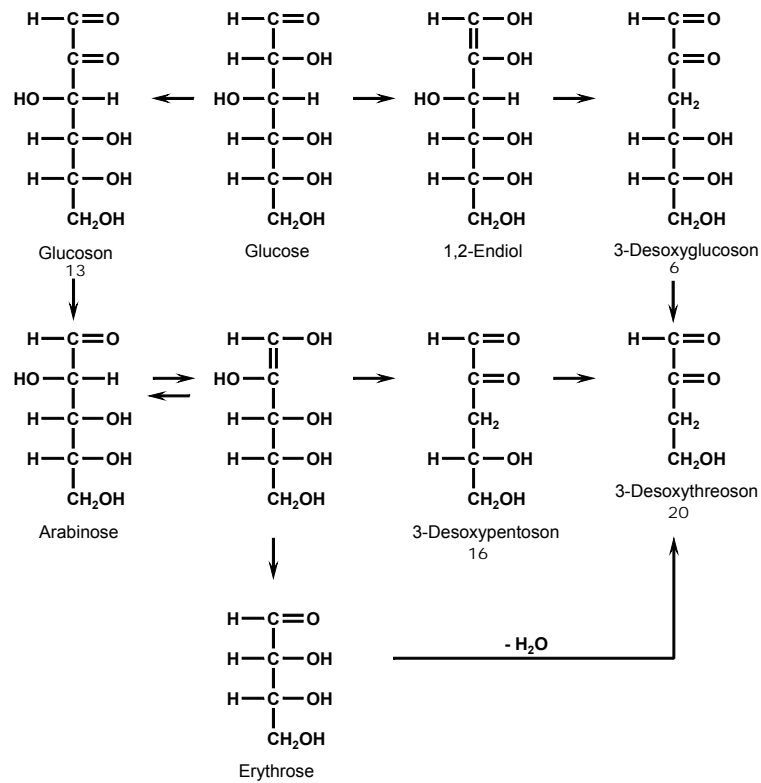 H C O H C O H C OH H C O
C O H C OH C OH C O
HO C H HO C H HO C H CH₂
H C OH H C OH H C OH H C OH
H C OH H C OH H C OH H C OH
CH₂OH CH₂OH CH₂OH CH₂OH
Glucoson Glucose 1,2-Endiol 3-Desoxyglucoson
13 6
H C O H C OH H C O H C O
HO C H HO C C O C O
H C OH H C OH CH₂ CH₂
H C OH H C OH H C OH CH₂OH
CH₂OH CH₂OH CH₂OH 3-Desoxythreoson
20
Arabinose 3-Desoxypentoson
16
H C O
- H₂O
H C OH
H C OH
CH₂OH
Erythrose